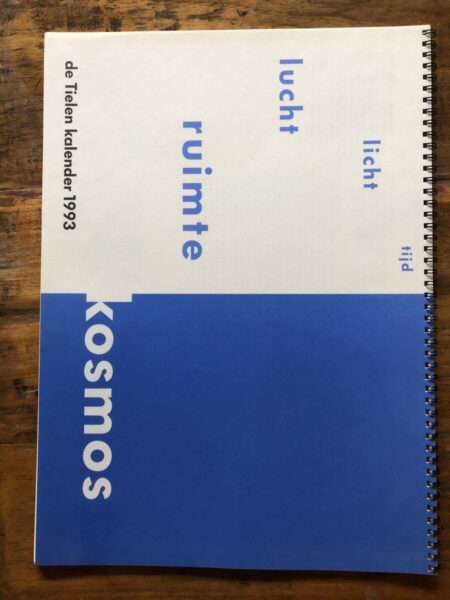 tijd
licht
lucht
ruimte
kosmos
de Tielen kalender 1993